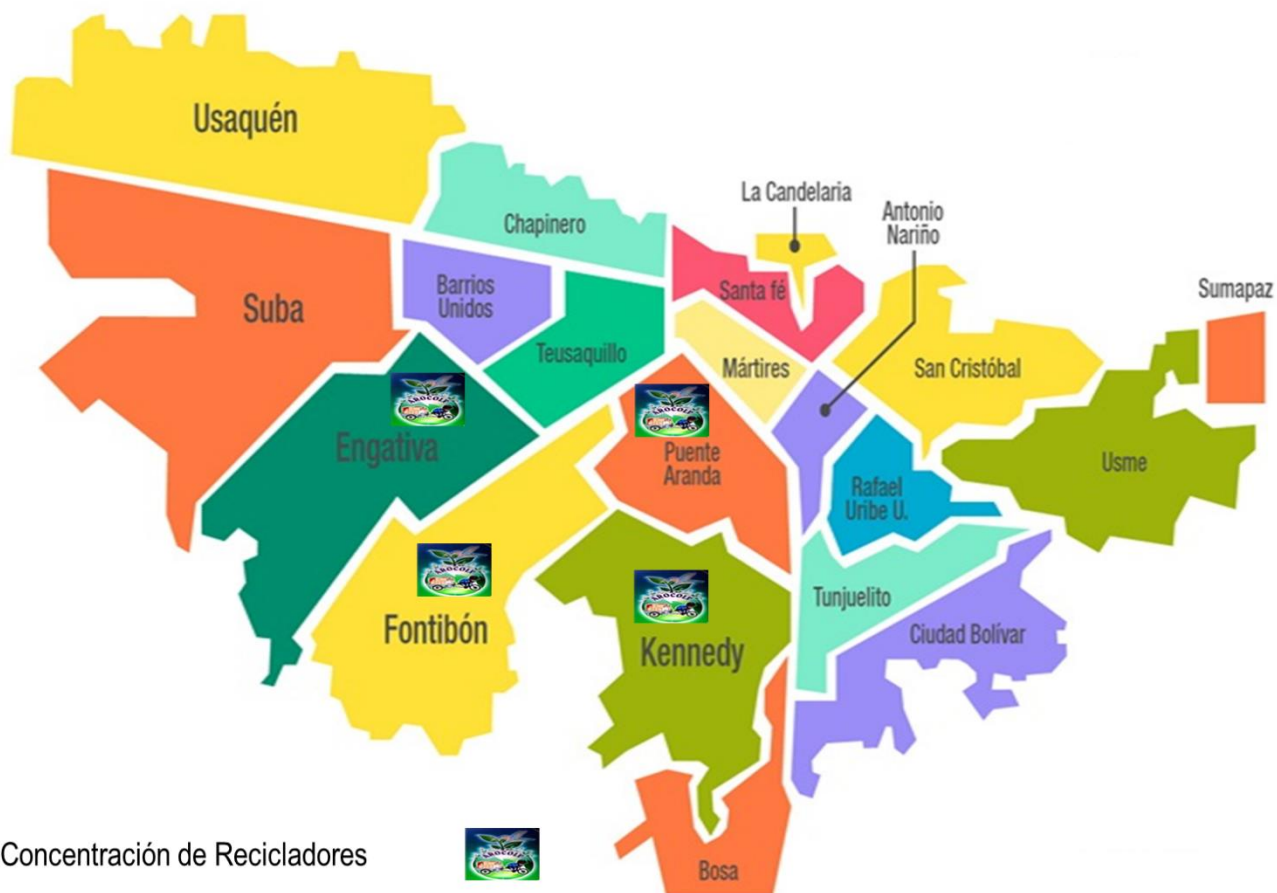 Usaquén
Chapinero
La Candelaria
Antonio
Nariño
Sumapaz
Suba
Barrios
Unidos
Santa fé
Teusaquillo
Mártires
San Cristóbal
Engativa
Puente
Aranda
Usme
Rafael
Uribe U.
Fontibón
Kennedy
Tunjuelito
Ciudad Bolívar
Bosa
Concentración de Recicladores